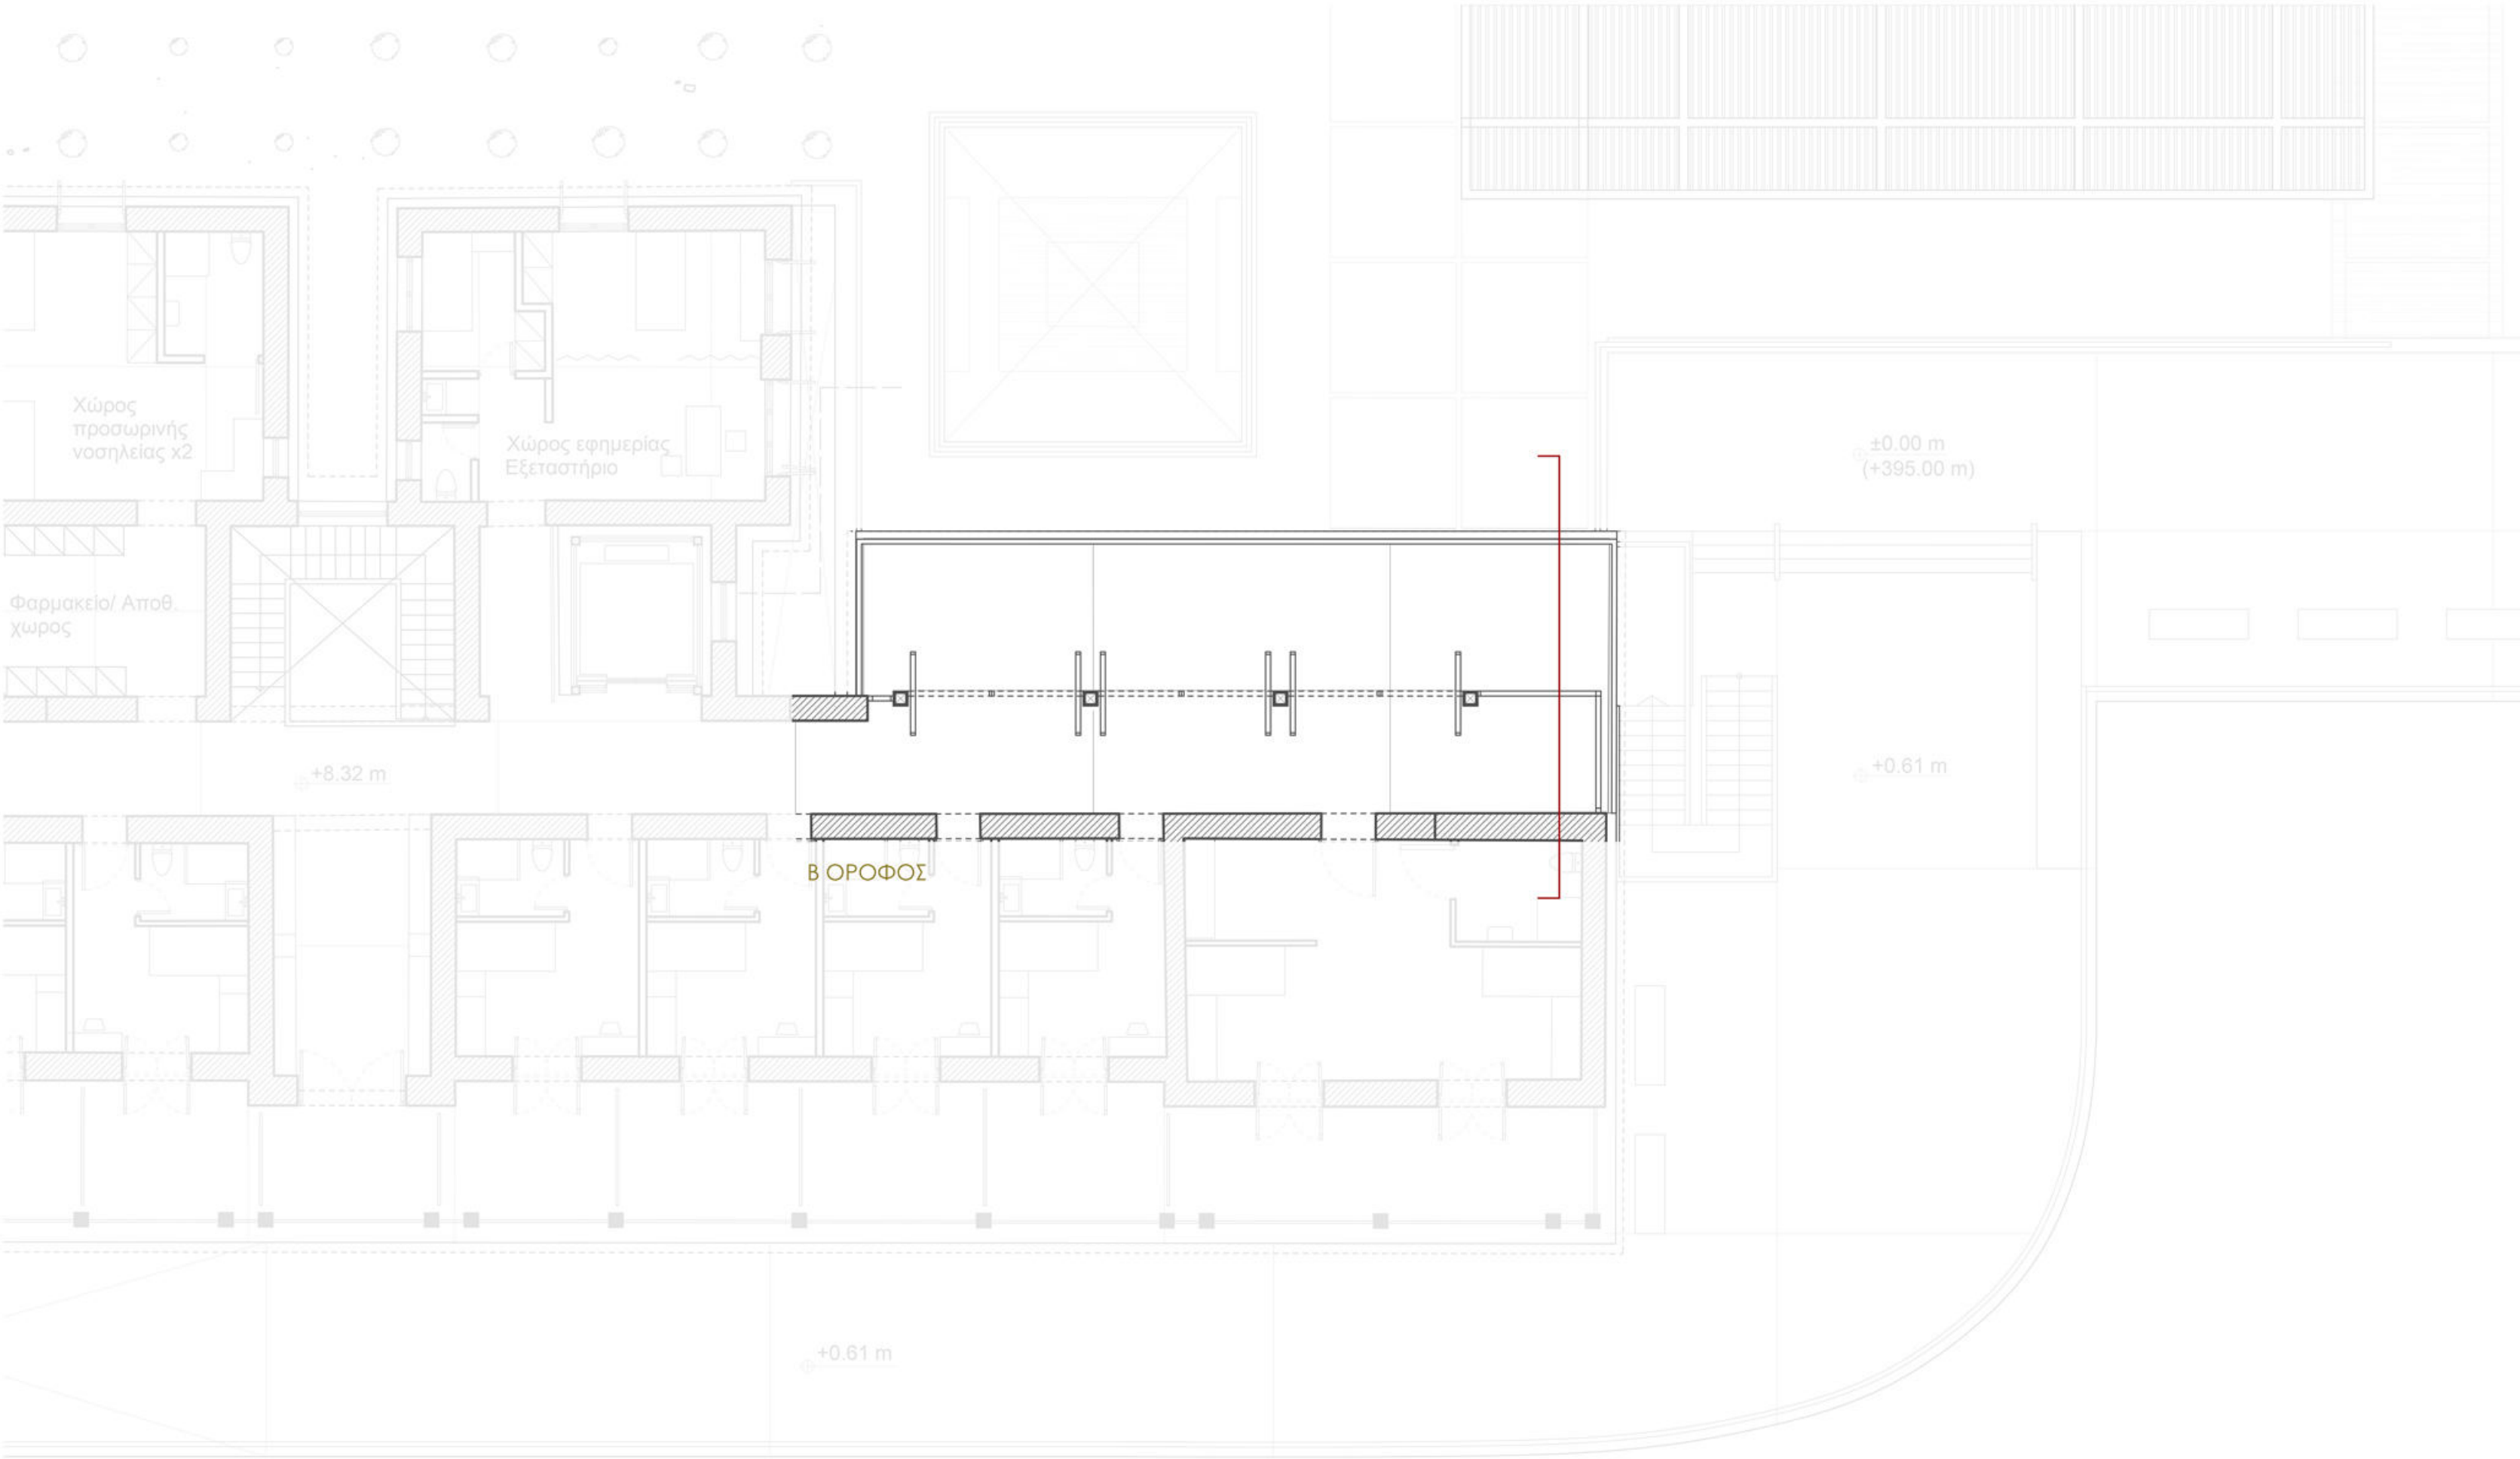 Χώρος
προσωρινής
νοσηλείας x2
Χώρος εφημερίας
Εξεταστήριο
±0.00 m
(+395.00 m)
Φαρμακείο/ Αποθ.
χωρος
+8.32 m
+0.61 m
Β ΟΡΟΦΟΣ
+0.61 m